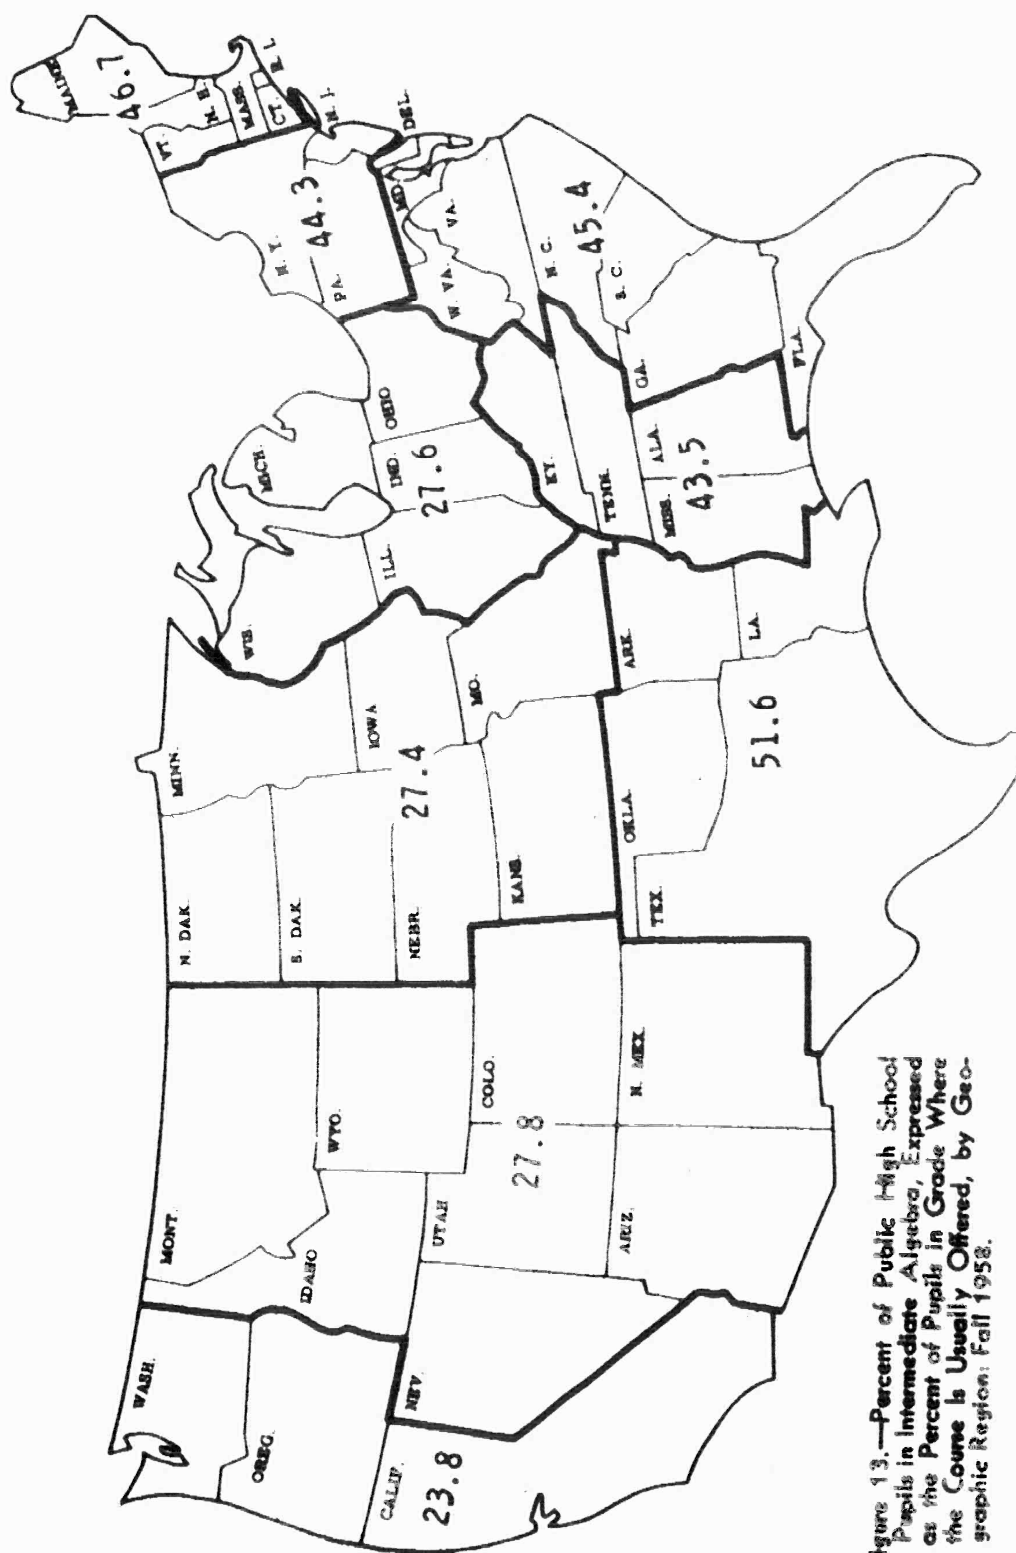 MAINE
46.7
VT.
N. H.
MASS.
CT.
R. I.
N. Y.
44.3
PA.
N. J.
DEL.
MD.
W. VA.
VA.
N. C.
45.4
S. C.
GA.
FLA.
MICH.
WIS.
OHIO
IND.
27.6
ILL.
KY.
TENN.
ALA.
MISS.
43.5
MINN.
IOWA
MO.
N. DAK.
S. DAK.
NEBR.
27.4
KANS.
ARK.
LA.
OKLA.
TEX.
51.6
MONT.
IDAHO
WYO.
COLO.
UTAH
27.8
ARIZ.
N. MEX.
NEV.
WASH.
OREG.
CALIF.
23.8
Figure 13.—Percent of Public High School
Pupils in Intermediate Algebra, Expressed
as the Percent of Pupils in Grade Where
the Course Is Usually Offered, by Geo-
graphic Region: Fall 1958.